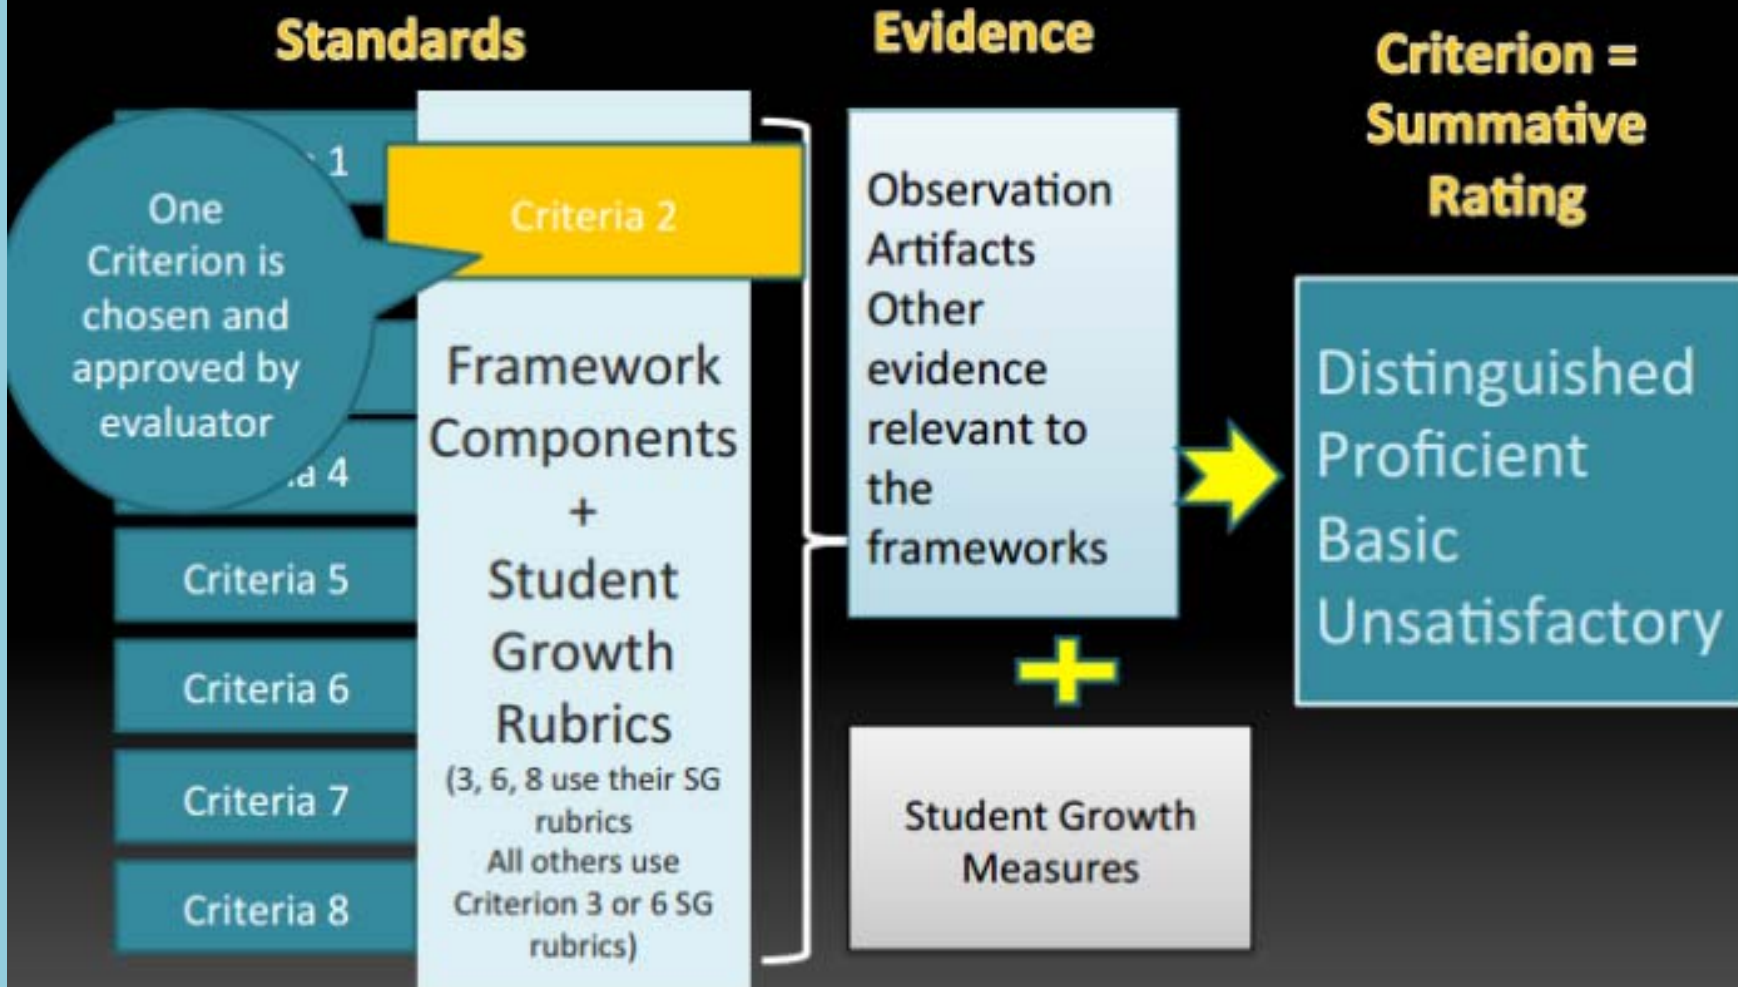 Standards
Evidence
Criterion =
Summative
Rating
1
Criteria 2
One
Criterion is
chosen and
approved by
evaluator
4
Criteria 5
Criteria 6
Criteria 7
Criteria 8
Framework
Components
+
Student
Growth
Rubrics
(3, 6, 8 use their SG
rubrics
All others use
Criterion 3 or 6 SG
rubrics)
Observation
Artifacts
Other
evidence
relevant to
the
frameworks
Student Growth
Measures
Distinguished
Proficient
Basic
Unsatisfactory